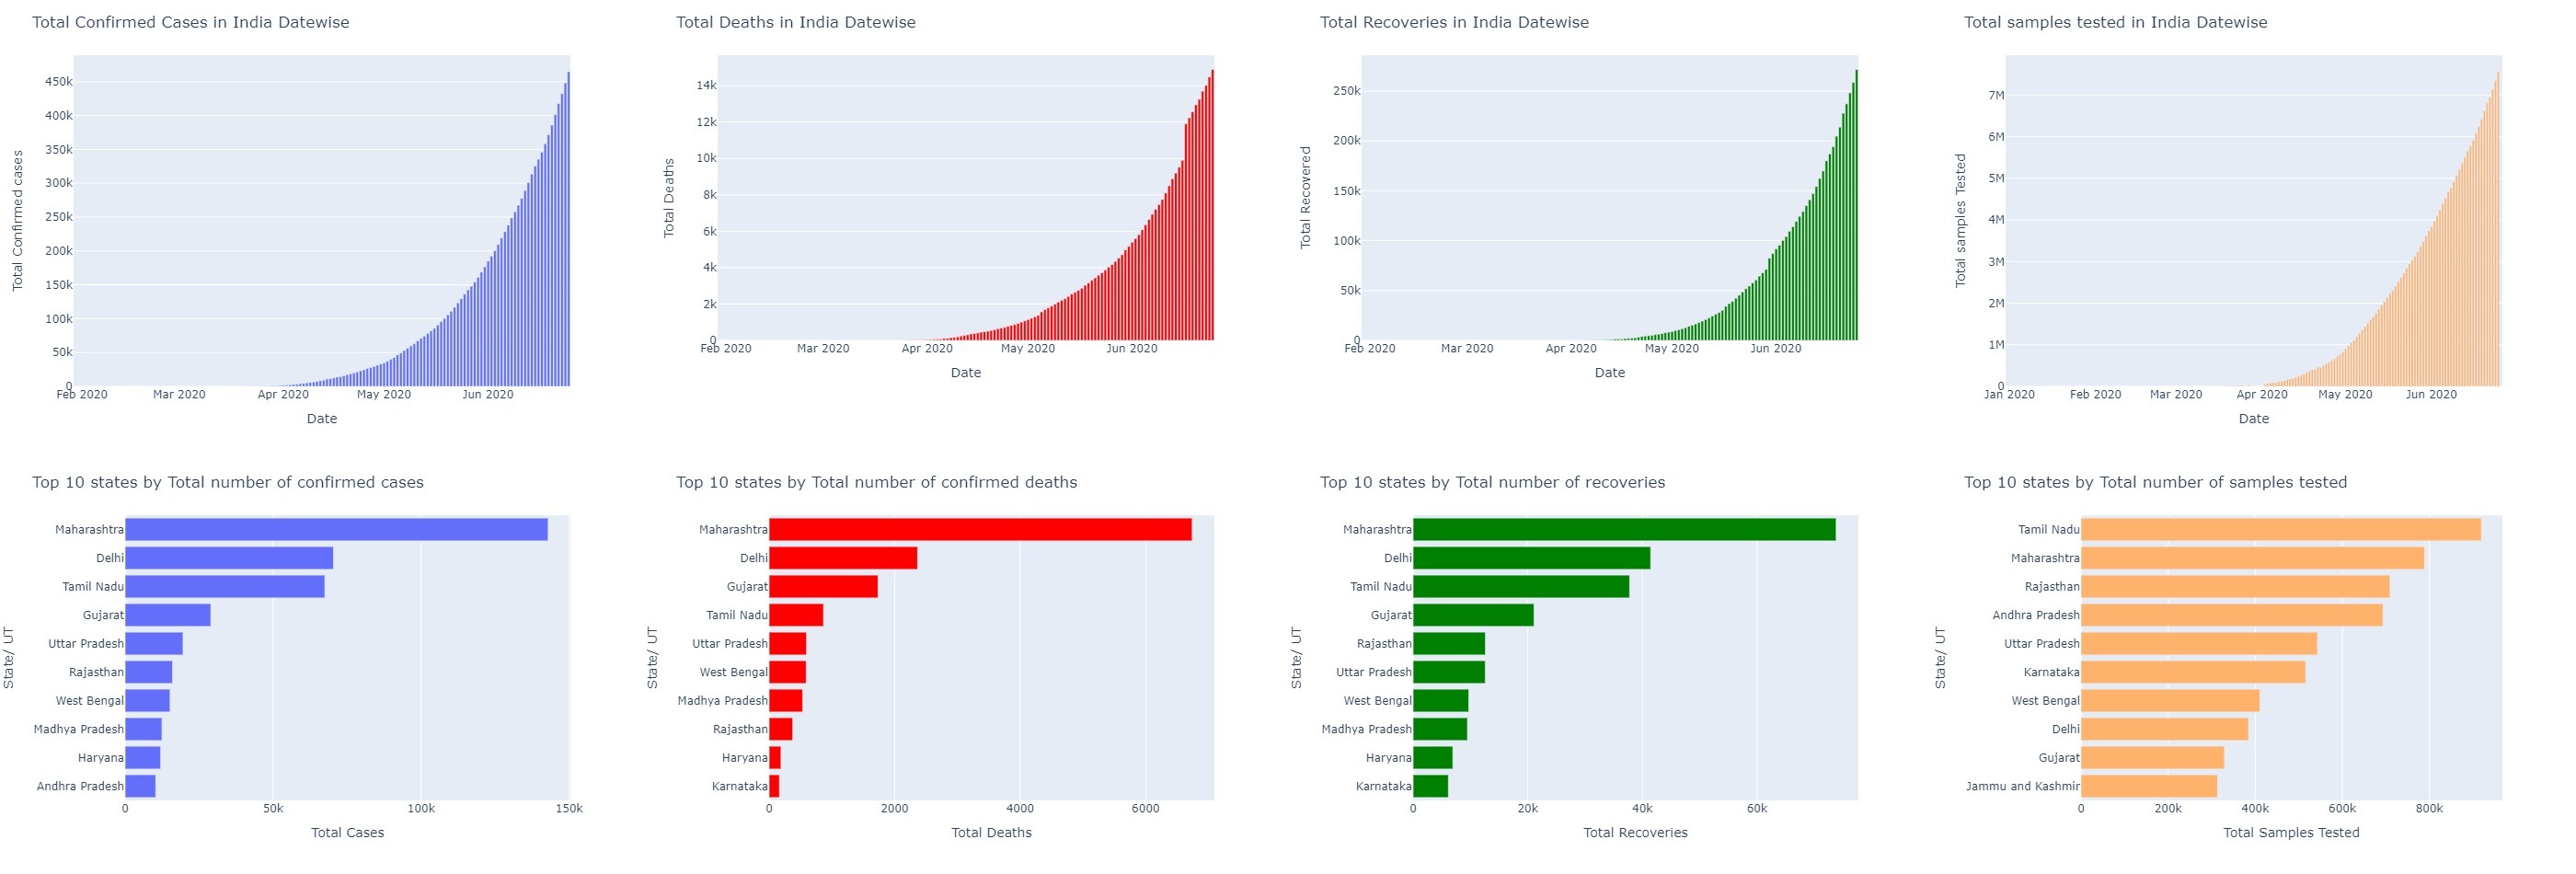 Total Confirmed Cases in India Datewise
Total Confirmed cases
450k
400k
350k
300k
250k
200k
150k
100k
50k
0
Feb 2020 Mar 2020 Apr 2020 May 2020 Jun 2020
Date
Total Deaths in India Datewise
Total Deaths
14k
12k
10k
8k
6k
4k
2k
0
Feb 2020 Mar 2020 Apr 2020 May 2020 Jun 2020
Date
Total Recoveries in India Datewise
Total Recovered
250k
200k
150k
100k
50k
0
Feb 2020 Mar 2020 Apr 2020 May 2020 Jun 2020
Date
Total samples tested in India Datewise
Total samples Tested
7M
6M
5M
4M
3M
2M
1M
0
Jan 2020 Feb 2020 Mar 2020 Apr 2020 May 2020 Jun 2020
Date
Top 10 states by Total number of confirmed cases
State/ UT
Maharashtra
Delhi
Tamil Nadu
Gujarat
Uttar Pradesh
Rajasthan
West Bengal
Madhya Pradesh
Haryana
Andhra Pradesh
0 50k 100k 150k
Total Cases
Top 10 states by Total number of confirmed deaths
State/ UT
Maharashtra
Delhi
Gujarat
Tamil Nadu
Uttar Pradesh
West Bengal
Madhya Pradesh
Rajasthan
Haryana
Karnataka
0 2000 4000 6000
Total Deaths
Top 10 states by Total number of recoveries
State/ UT
Maharashtra
Delhi
Tamil Nadu
Gujarat
Rajasthan
Uttar Pradesh
West Bengal
Madhya Pradesh
Haryana
Karnataka
0 20k 40k 60k
Total Recoveries
Top 10 states by Total number of samples tested
State/ UT
Tamil Nadu
Maharashtra
Rajasthan
Andhra Pradesh
Uttar Pradesh
Karnataka
West Bengal
Delhi
Gujarat
Jammu and Kashmir
0 200k 400k 600k 800k
Total Samples Tested